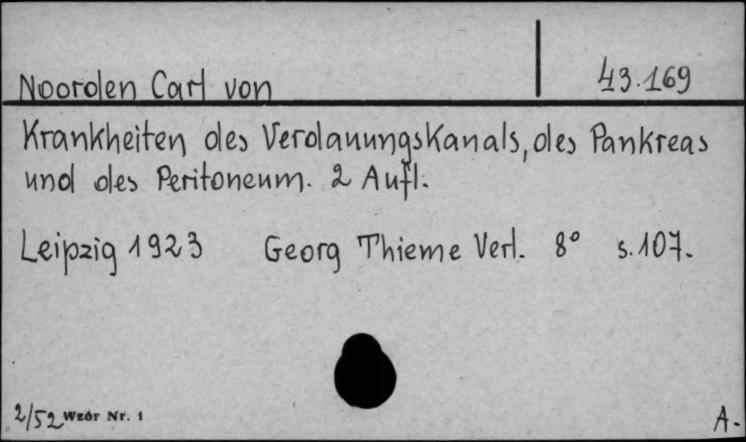 Noorden Carl von
43.169
Krankheiten des Verdauungskanals, des Pankreas
und des Peritoneum. 2 Aufl.
Leipzig 1923 Georg Thieme Verl. 8° s.107.
2/52 Wzór Nr. 1
A.